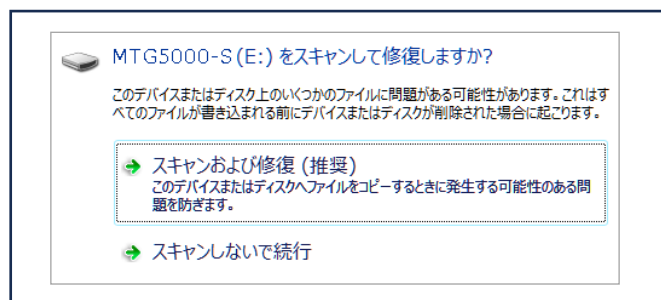 MTG5000-S(E:)をスキャンして修復しますか?
このデバイスまたはディスク上のいくつかのファイルに問題がある可能性があります。これはす
べてのファイルが書き込まれる前にデバイスまたはディスクが削除された場合に起こります。
スキャンおよび修復 (推奨)
このデバイスまたはディスクへファイルをコピーするときに発生する可能性のある問
題を防ぎます。
スキャンしないで続行